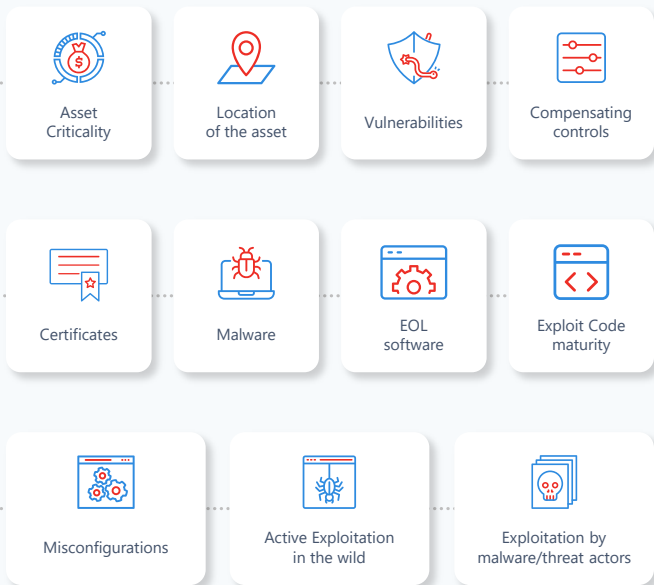 Asset
Criticality
Location
of the asset
Vulnerabilities
Compensating
controls
Certificates
Malware
EOL
software
Exploit Code
maturity
Misconfigurations
Active Exploitation
in the wild
Exploitation by
malware/threat actors